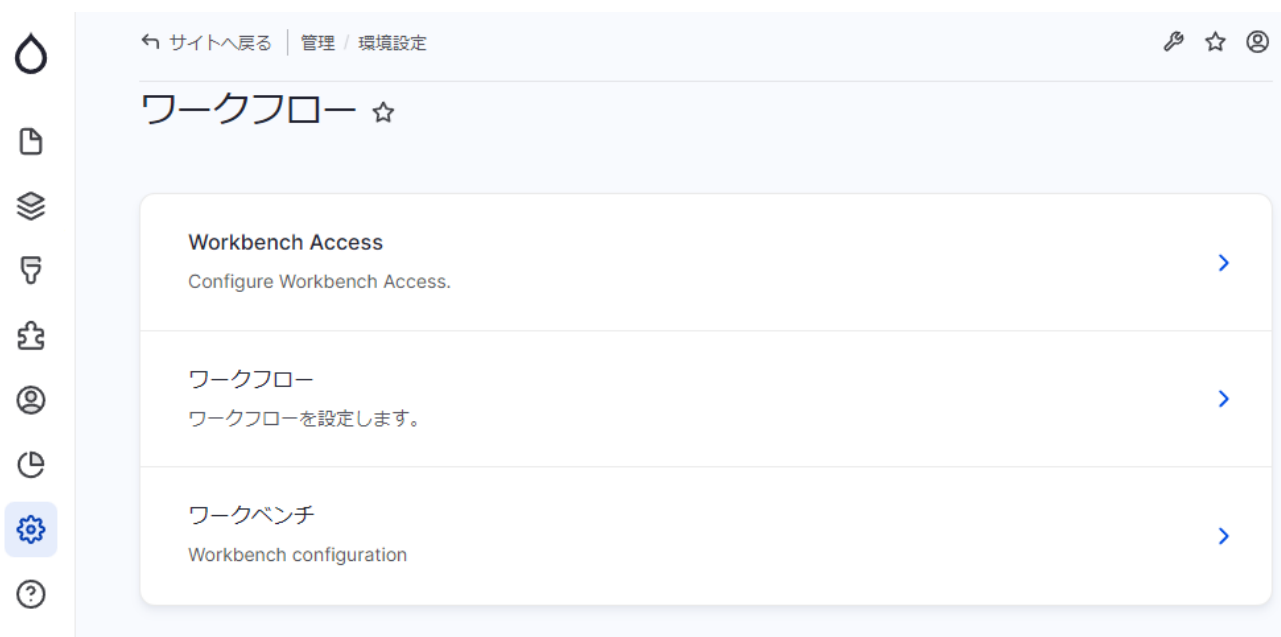 サイトへ戻る 管理 / 環境設定
ワークフロー
Workbench Access
Configure Workbench Access.
ワークフロー
ワークフローを設定します。
ワークベンチ
Workbench configuration